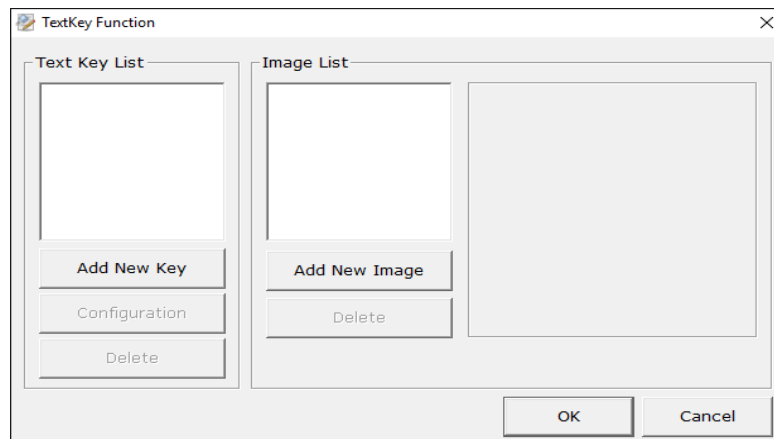 TextKey Function
Text Key List
Image List
Add New Key
Configuration
Delete
Add New Image
Delete
OK
Cancel